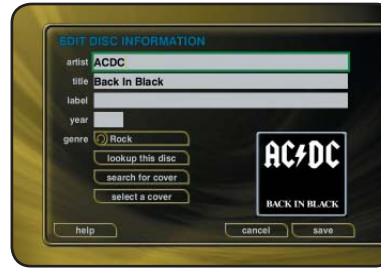 EDIT DISC INFORMATION
artist ACDC
title Back In Black
label
year
genre Rock
lookup this disc
search for cover
select a cover
AC⚡DC
BACK IN BLACK
help
cancel
save